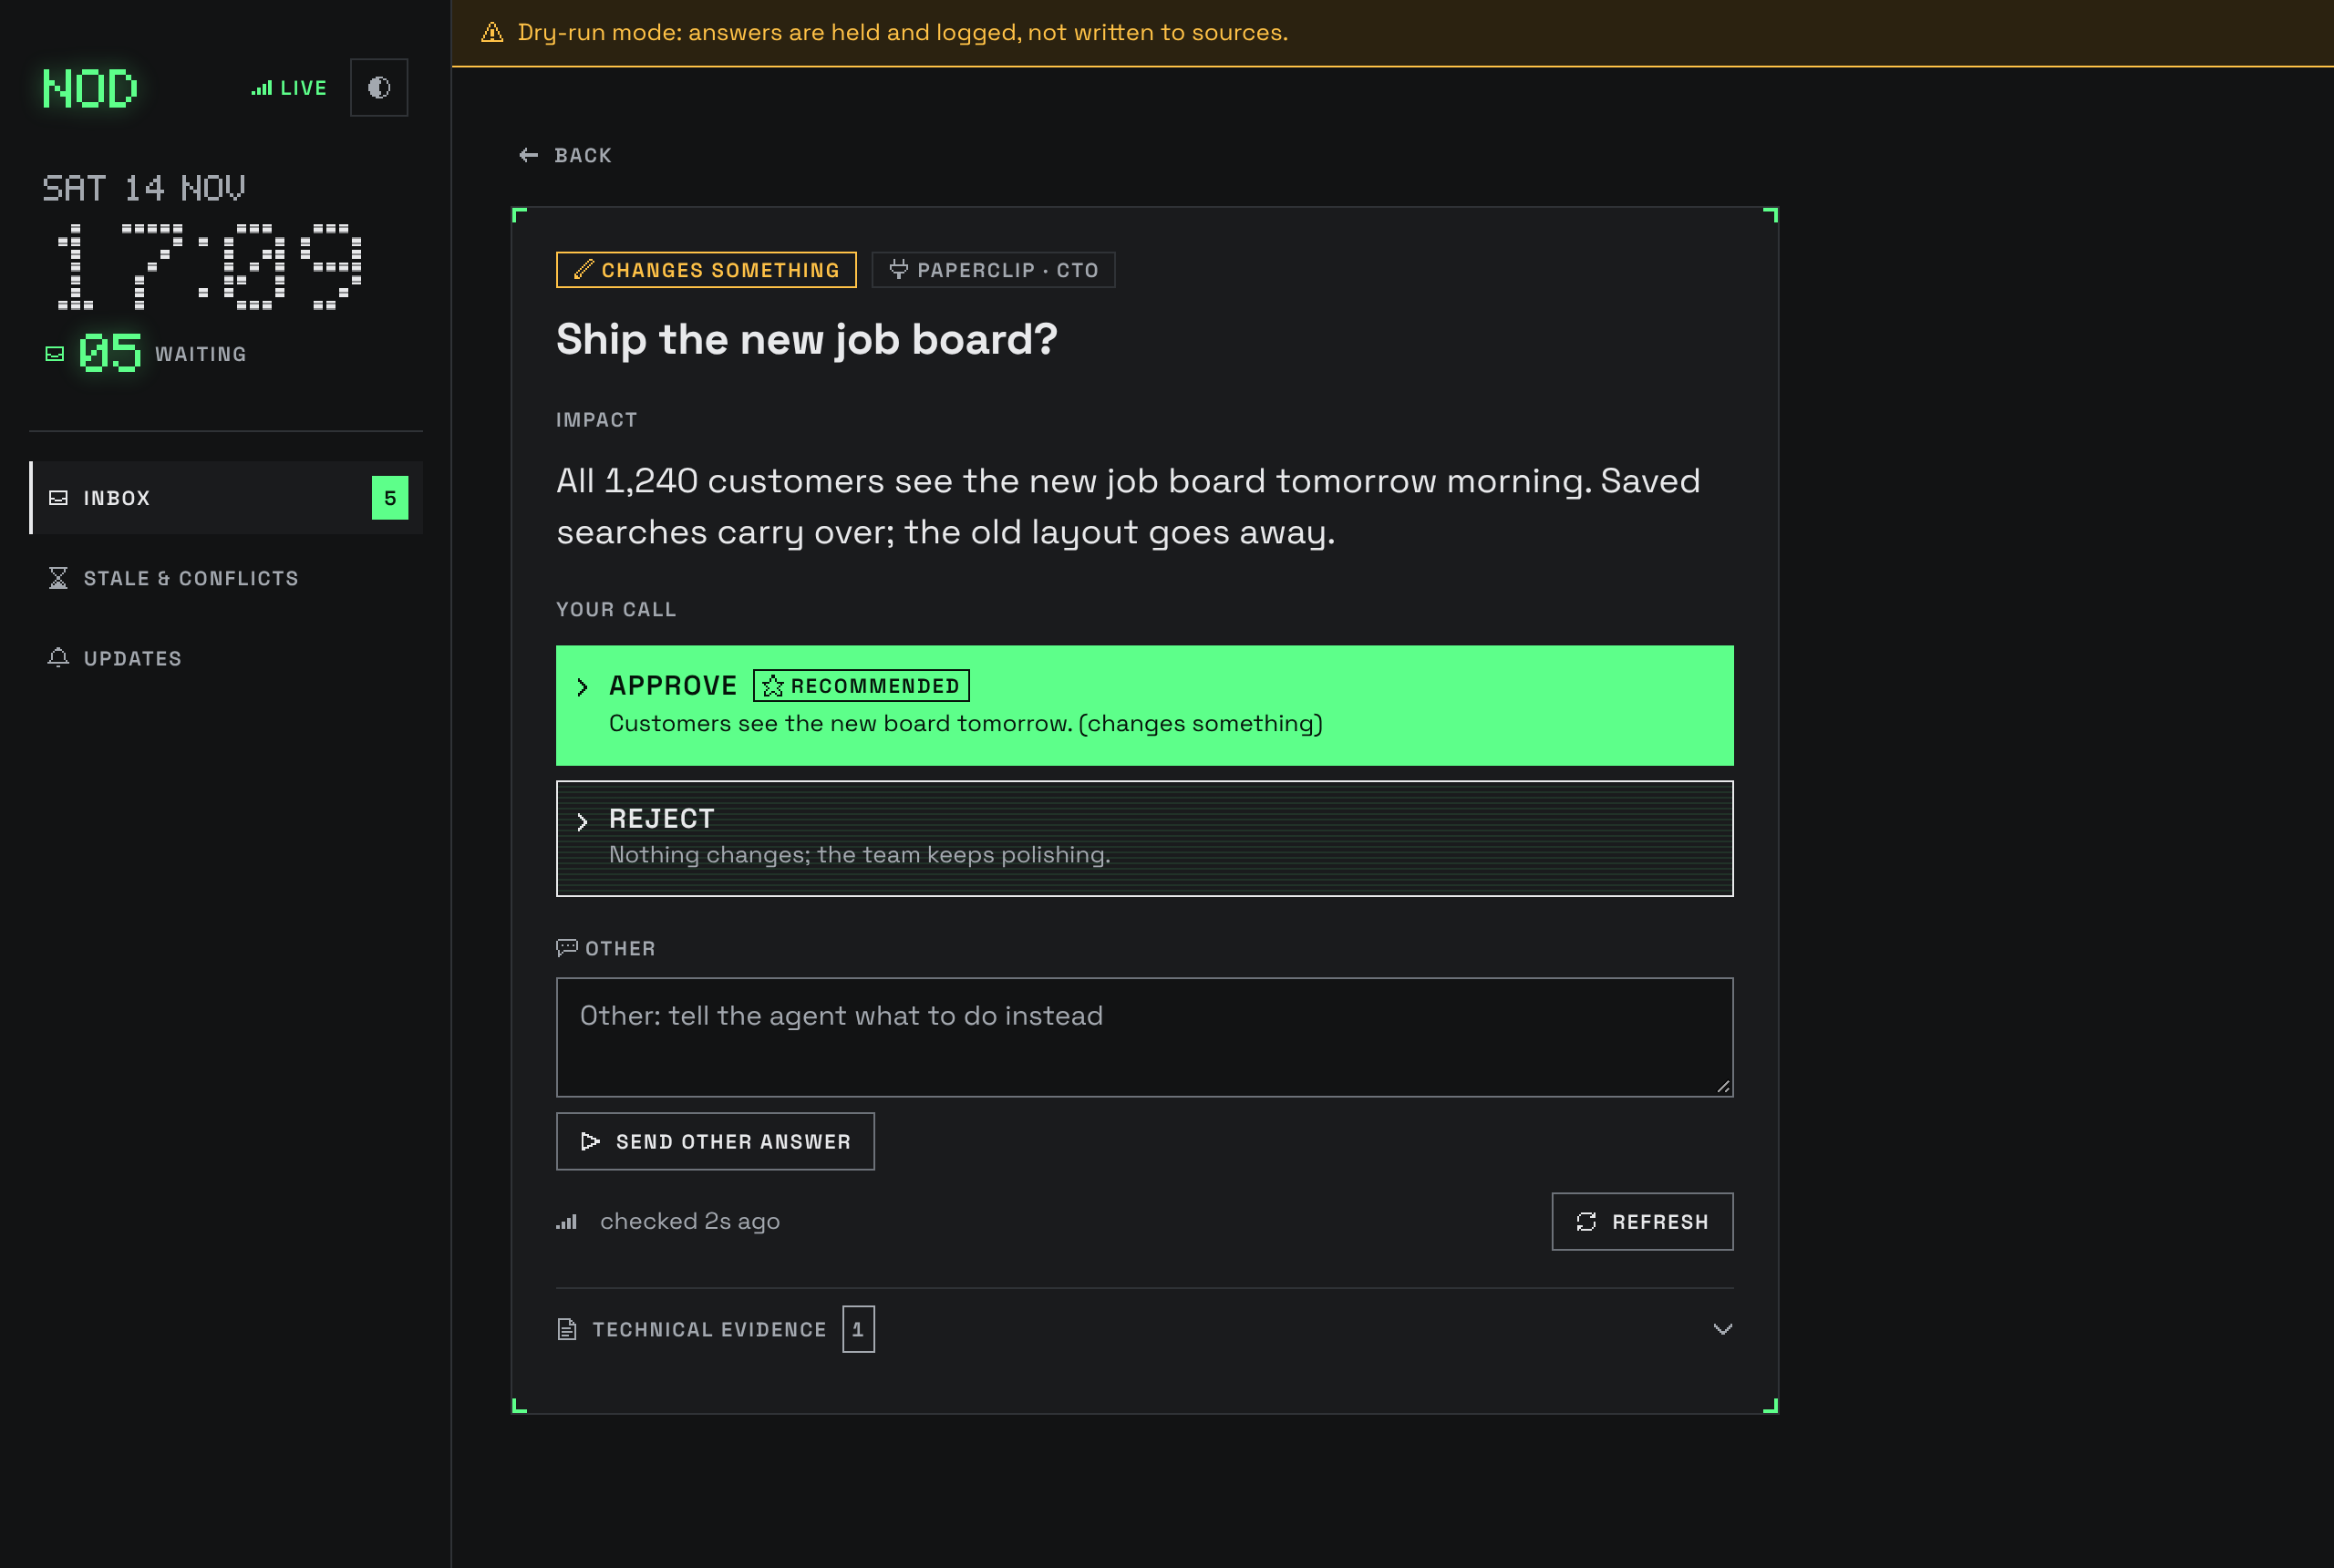 Dry-run mode: answers are held and logged, not written to sources.
NOD
LIVE
SAT 14 NOV
17:09
05 WAITING
INBOX 5
STALE & CONFLICTS
UPDATES
BACK
CHANGES SOMETHING
PAPERCLIP · CTO
Ship the new job board?
IMPACT
All 1,240 customers see the new job board tomorrow morning. Saved
searches carry over; the old layout goes away.
YOUR CALL
APPROVE RECOMMENDED
Customers see the new board tomorrow. (changes something)
REJECT
Nothing changes; the team keeps polishing.
OTHER
Other: tell the agent what to do instead
SEND OTHER ANSWER
checked 2s ago
REFRESH
TECHNICAL EVIDENCE 1